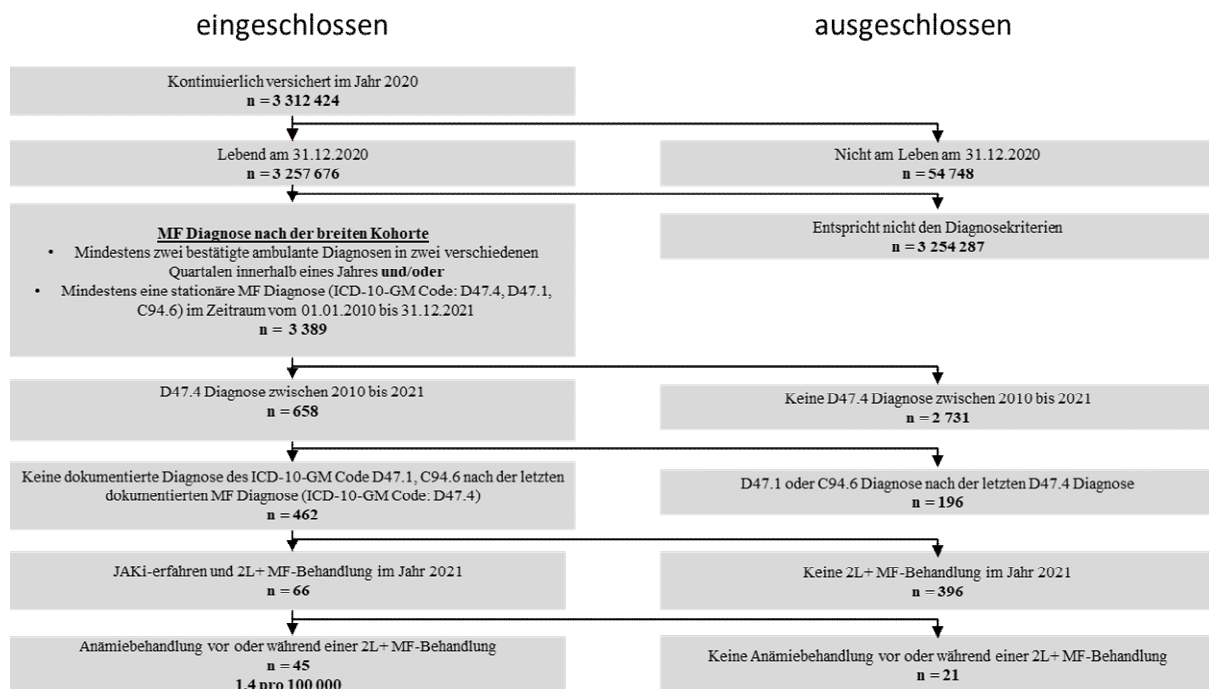 eingeschlossen
ausgeschlossen
Kontinuierlich versichert im Jahr 2020
n = 3 312 424
Lebend am 31.12.2020
n = 3 257 676
Nicht am Leben am 31.12.2020
n = 54 748
MF Diagnose nach der breiten Kohorte
• Mindestens zwei bestätigte ambulante Diagnosen in zwei verschiedenen
Quartalen innerhalb eines Jahres und/oder
• Mindestens eine stationäre MF Diagnose (ICD-10-GM Code: D47.4, D47.1,
C94.6) im Zeitraum vom 01.01.2010 bis 31.12.2021
n = 3 389
Entspricht nicht den Diagnosekriterien
n = 3 254 287
D47.4 Diagnose zwischen 2010 bis 2021
n = 658
Keine D47.4 Diagnose zwischen 2010 bis 2021
n = 2 731
Keine dokumentierte Diagnose des ICD-10-GM Code D47.1, C94.6 nach der letzten
dokumentierten MF Diagnose (ICD-10-GM Code: D47.4)
n = 462
D47.1 oder C94.6 Diagnose nach der letzten D47.4 Diagnose
n = 196
JAKi-erfahren und 2L+ MF-Behandlung im Jahr 2021
n = 66
Keine 2L+ MF-Behandlung im Jahr 2021
n = 396
Anämiebehandlung vor oder während einer 2L+ MF-Behandlung
n = 45
1,4 pro 100 000
Keine Anämiebehandlung vor oder während einer 2L+ MF-Behandlung
n = 21